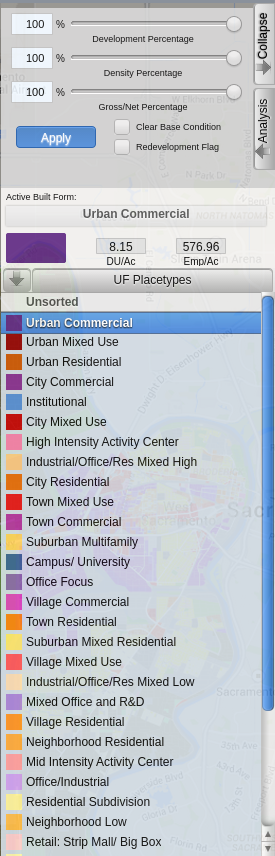 100 %
Development Percentage
100 %
Density Percentage
100 %
Gross/Net Percentage
Collapse
Analysis
Apply
Clear Base Condition
Redevelopment Flag
N Park Dr
Active Built Form:
Urban Commercial
8.15
576.96
DU/Ac
Emp/Ac
UF Placetypes
Unsorted
Urban Commercial
Urban Mixed Use
Urban Residential
City Commercial
Institutional
City Mixed Use
High Intensity Activity Center
Industrial/Office/Res Mixed High
City Residential
Town Mixed Use
Town Commercial
Suburban Multifamily
Campus/ University
Office Focus
Village Commercial
Town Residential
Suburban Mixed Residential
Village Mixed Use
Industrial/Office/Res Mixed Low
Mixed Office and R&D
Village Residential
Neighborhood Residential
Mid Intensity Activity Center
Office/Industrial
Residential Subdivision
Neighborhood Low
Retail: Strip Mall/ Big Box